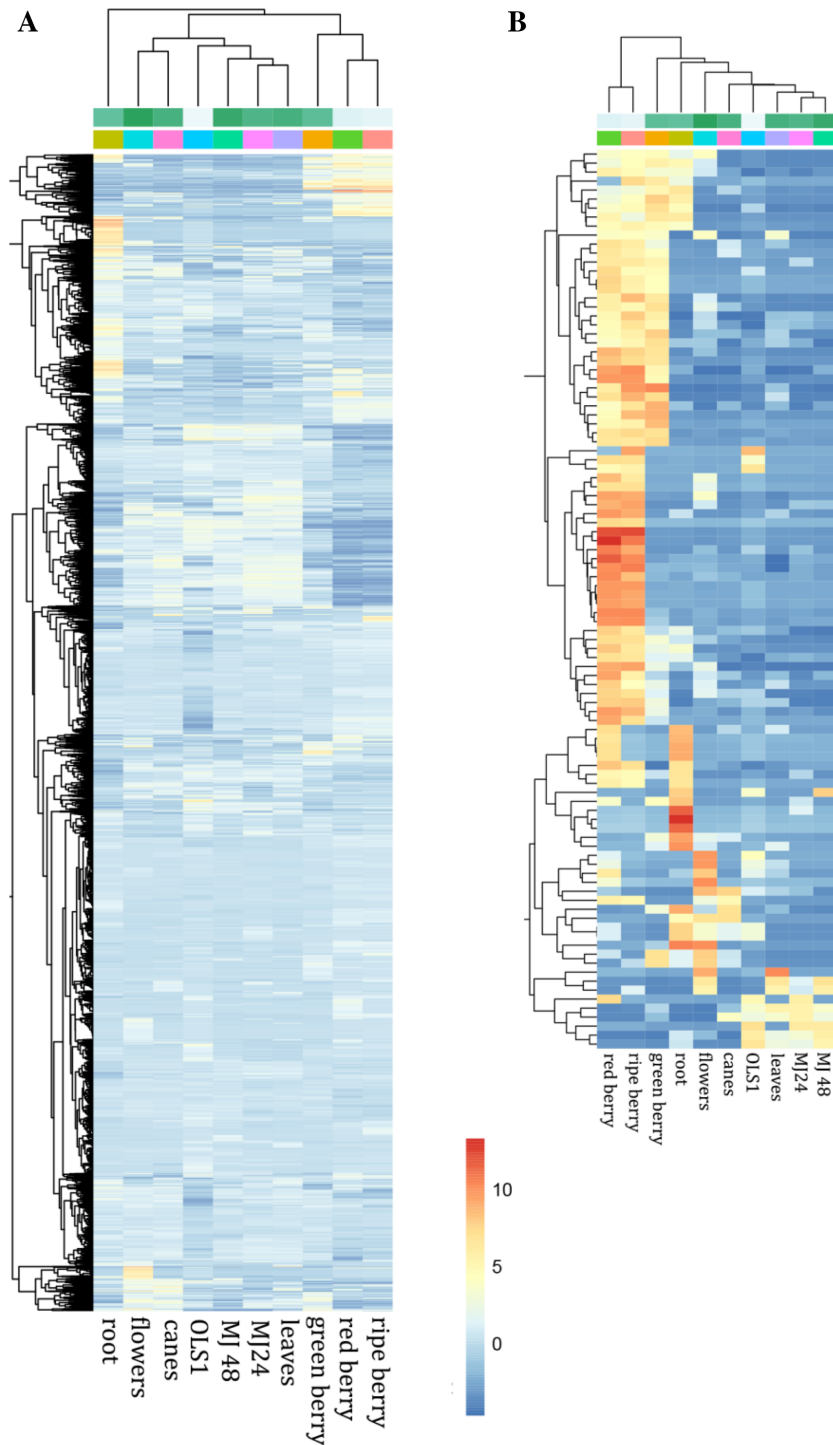 A
B
root
flowers
canes
OLS1
MJ 48
MJ24
leaves
green berry
red berry
ripe berry
red berry
ripe berry
green berry
root
flowers
canes
OLS1
leaves
MJ24
MJ 48
10
5
0